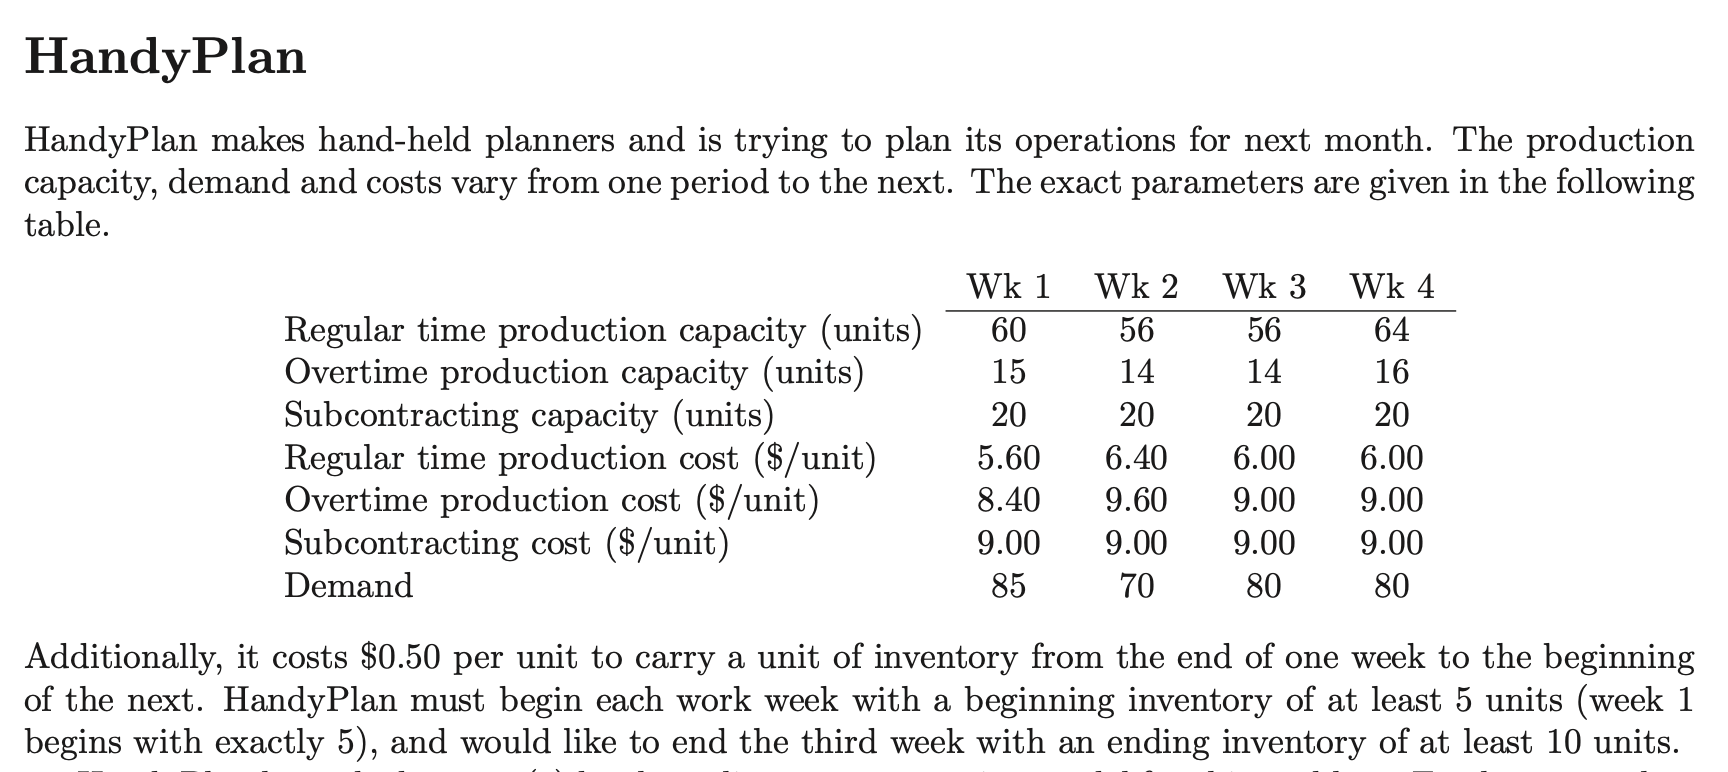 HandyPlan
HandyPlan makes hand-held planners and is trying to plan its operations for next month. The production
capacity, demand and costs vary from one period to the next. The exact parameters are given in the following
table.
Wk 1 Wk 2 Wk 3 Wk 4
Regular time production capacity (units) 60 56 56 64
Overtime production capacity (units) 15 14 14 16
Subcontracting capacity (units) 20 20 20 20
Regular time production cost ($/unit) 5.60 6.40 6.00 6.00
Overtime production cost ($/unit) 8.40 9.60 9.00 9.00
Subcontracting cost ($/unit) 9.00 9.00 9.00 9.00
Demand 85 70 80 80
Additionally, it costs $0.50 per unit to carry a unit of inventory from the end of one week to the beginning
of the next. HandyPlan must begin each work week with a beginning inventory of at least 5 units (week 1
begins with exactly 5), and would like to end the third week with an ending inventory of at least 10 units.